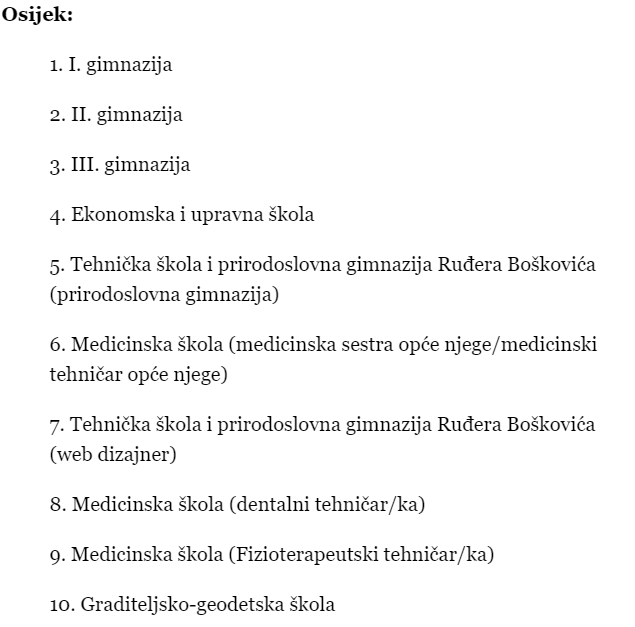 Osijek:
1. I. gimnazija
2. II. gimnazija
3. III. gimnazija
4. Ekonomska i upravna škola
5. Tehnička škola i prirodoslovna gimnazija Ruđera Boškovića
(prirodoslovna gimnazija)
6. Medicinska škola (medicinska sestra opće njege/medicinski
tehničar opće njege)
7. Tehnička škola i prirodoslovna gimnazija Ruđera Boškovića
(web dizajner)
8. Medicinska škola (dentalni tehničar/ka)
9. Medicinska škola (Fizioterapeutski tehničar/ka)
10. Graditeljsko-geodetska škola